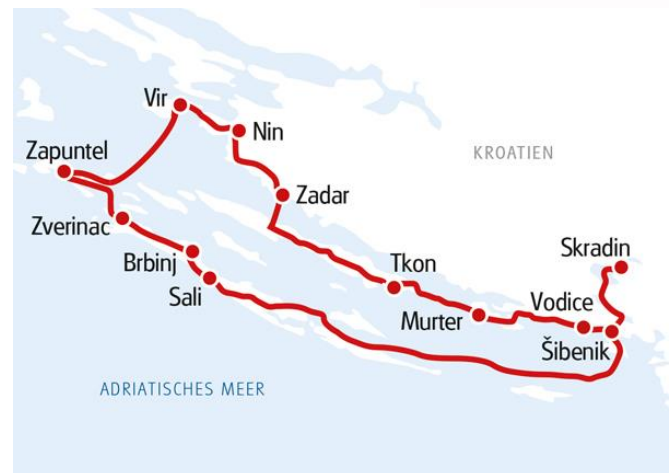 Vir
Nin
Zapuntel
KROATIEN
Zadar
Zverinac
Skradin
Brbinj
Tkon
Sali
Vodice
Murter
Šibenik
ADRIATISCHES MEER